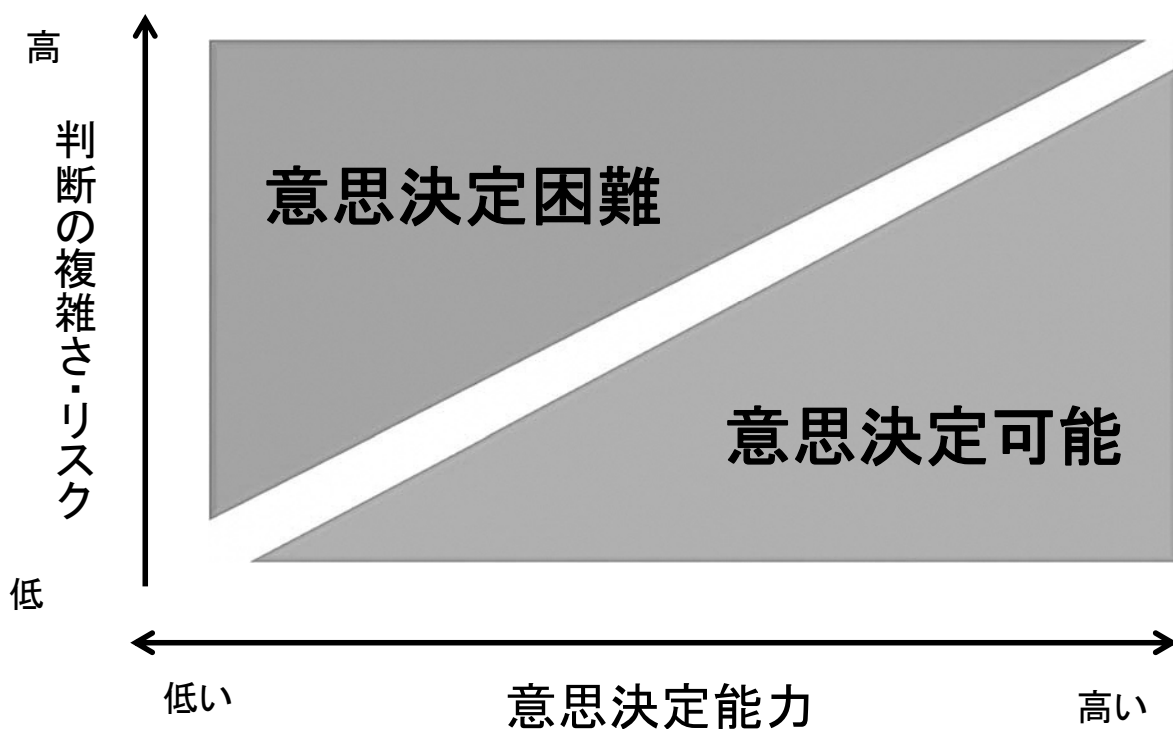 高
判断の複雑さ・リスク
意思決定困難
意思決定可能
低
低い
意思決定能力
高い